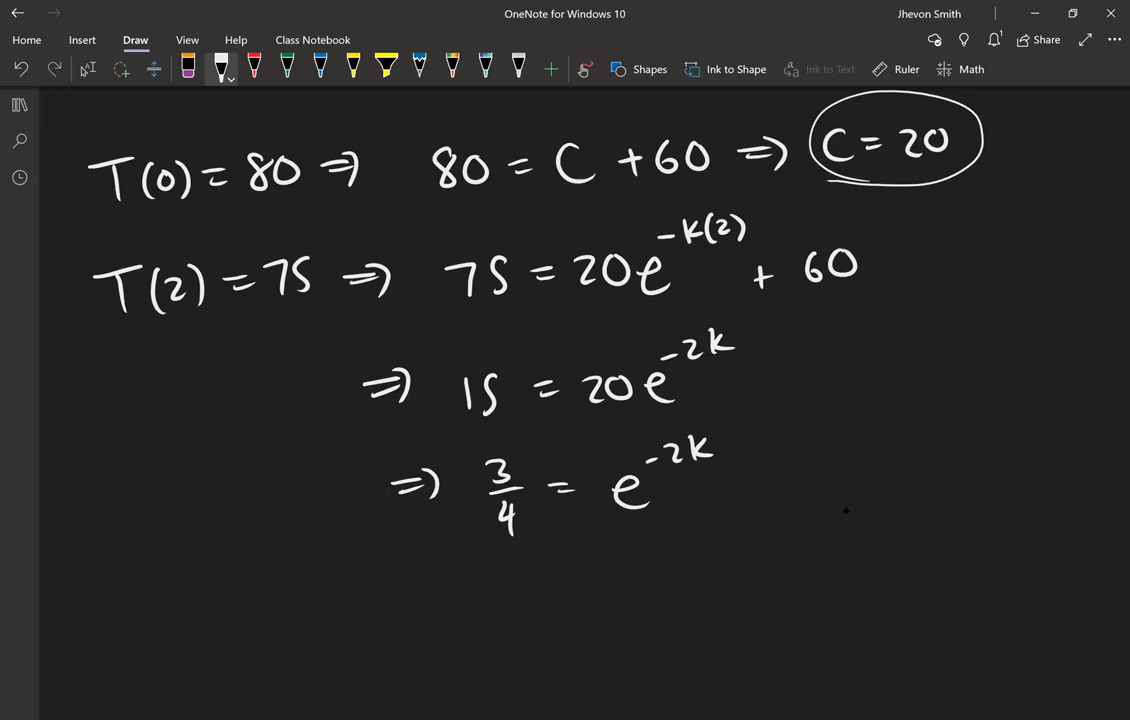 OneNote for Windows 10
Jhevon Smith
Home Insert Draw View Help Class Notebook
Share
Shapes Ink to Shape Ink to Text Ruler Math
T(0) = 80 ⇒ 80 = C + 60 ⇒ C = 20
T(2) = 75 ⇒ 75 = 20e^{-k(2)} + 60
⇒ 15 = 20e^{-2k}
⇒ 3/4 = e^{-2k}